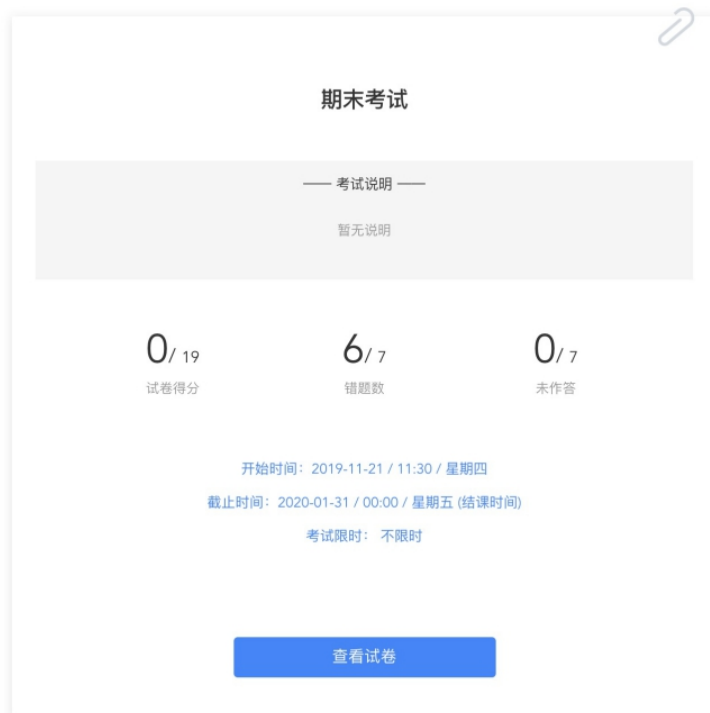 期末考试
—— 考试说明 ——
暂无说明
0/ 19 6/ 7 0/ 7
试卷得分 错题数 未作答
开始时间：2019-11-21 / 11:30 / 星期四
截止时间：2020-01-31 / 00:00 / 星期五 (结课时间)
考试限时： 不限时
查看试卷